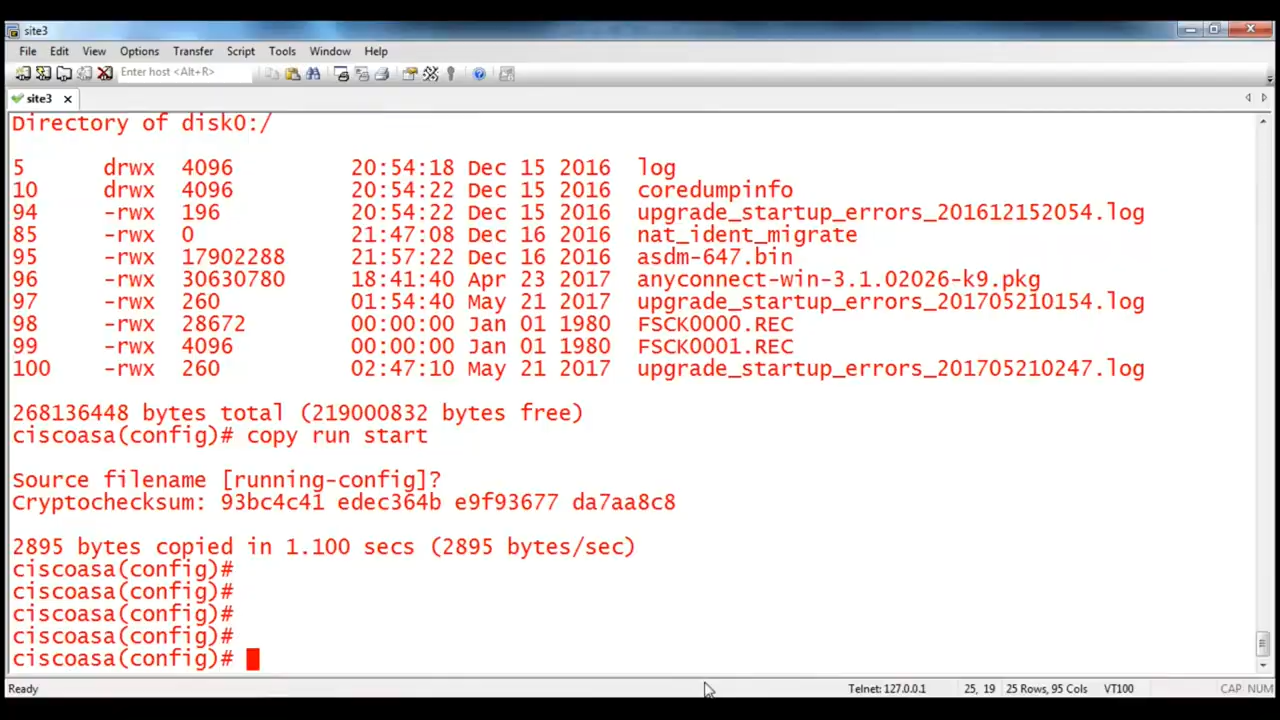 site3
File Edit View Options Transfer Script Tools Window Help
Enter host <Alt+R>
site3
Directory of disk0:/
5 drwx 4096 20:54:18 Dec 15 2016 log
10 drwx 4096 20:54:22 Dec 15 2016 coredumpinfo
94 -rwx 196 20:54:22 Dec 15 2016 upgrade_startup_errors_201612152054.log
85 -rwx 0 21:47:08 Dec 16 2016 nat_ident_migrate
95 -rwx 17902288 21:57:22 Dec 16 2016 asdm-647.bin
96 -rwx 30630780 18:41:40 Apr 23 2017 anyconnect-win-3.1.02026-k9.pkg
97 -rwx 260 01:54:40 May 21 2017 upgrade_startup_errors_201705210154.log
98 -rwx 28672 00:00:00 Jan 01 1980 FSCK0000.REC
99 -rwx 4096 00:00:00 Jan 01 1980 FSCK0001.REC
100 -rwx 260 02:47:10 May 21 2017 upgrade_startup_errors_201705210247.log
268136448 bytes total (219000832 bytes free)
ciscoasa(config)# copy run start
Source filename [running-config]?
Cryptochecksum: 93bc4c41 edec364b e9f93677 da7aa8c8
2895 bytes copied in 1.100 secs (2895 bytes/sec)
ciscoasa(config)#
ciscoasa(config)#
ciscoasa(config)#
ciscoasa(config)#
ciscoasa(config)#
Ready Telnet: 127.0.0.1 25, 19 25 Rows, 95 Cols VT100 CAP NUM